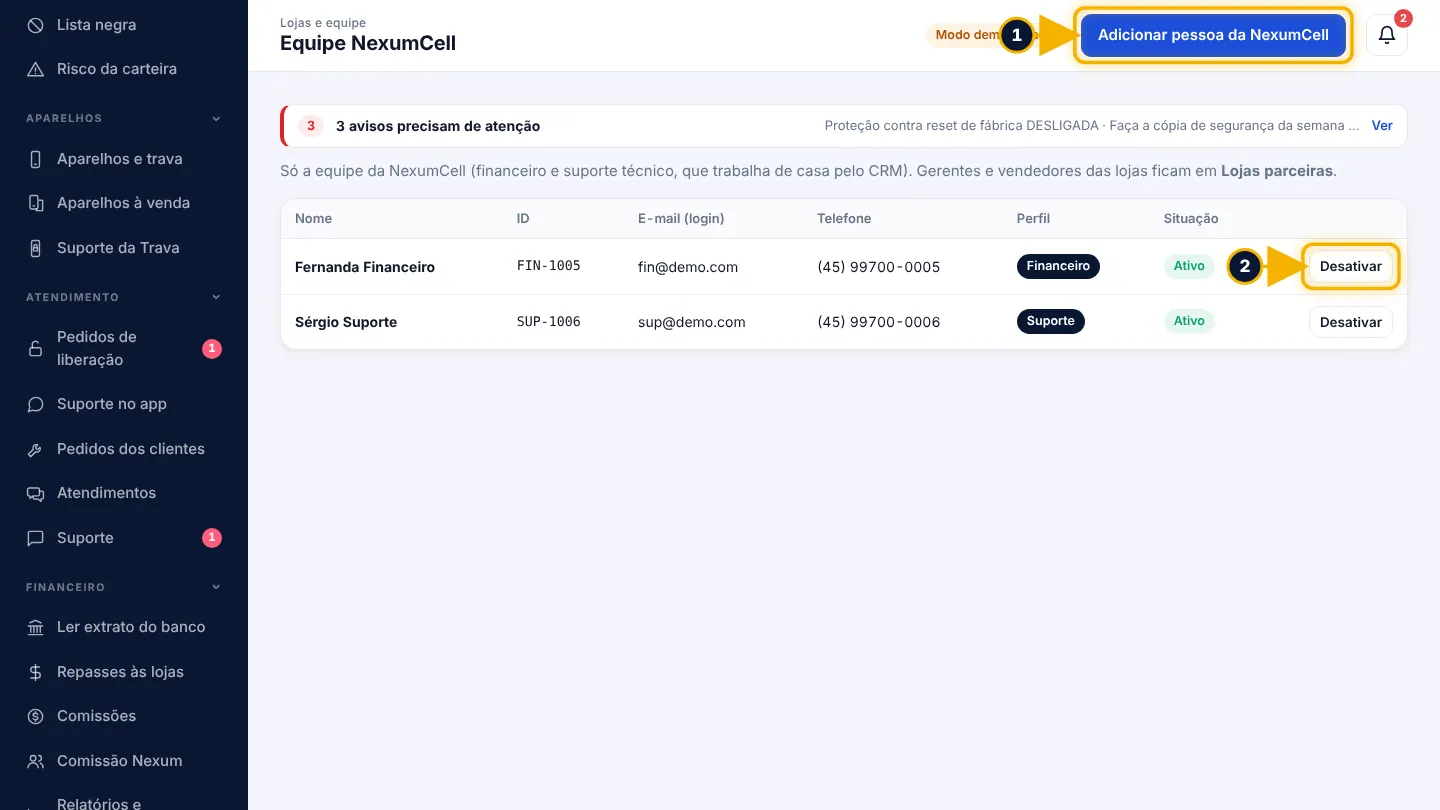 Lista negra
Risco da carteira
APARELHOS
Aparelhos e trava
Aparelhos à venda
Suporte da Trava
ATENDIMENTO
Pedidos de
liberação
1
Suporte no app
Pedidos dos clientes
Atendimentos
Suporte
1
FINANCEIRO
Ler extrato do banco
Repasses às lojas
Comissões
Comissão Nexum
Relatórios e
Lojas e equipe
Equipe NexumCell
Modo dem
1
Adicionar pessoa da NexumCell
2
3
3 avisos precisam de atenção
Proteção contra reset de fábrica DESLIGADA · Faça a cópia de segurança da semana ...
Ver
Só a equipe da NexumCell (financeiro e suporte técnico, que trabalha de casa pelo CRM). Gerentes e vendedores das lojas ficam em Lojas parceiras.
Nome ID E-mail (login) Telefone Perfil Situação
Fernanda Financeiro FIN-1005 fin@demo.com (45) 99700-0005 Financeiro Ativo 2 Desativar
Sérgio Suporte SUP-1006 sup@demo.com (45) 99700-0006 Suporte Ativo Desativar